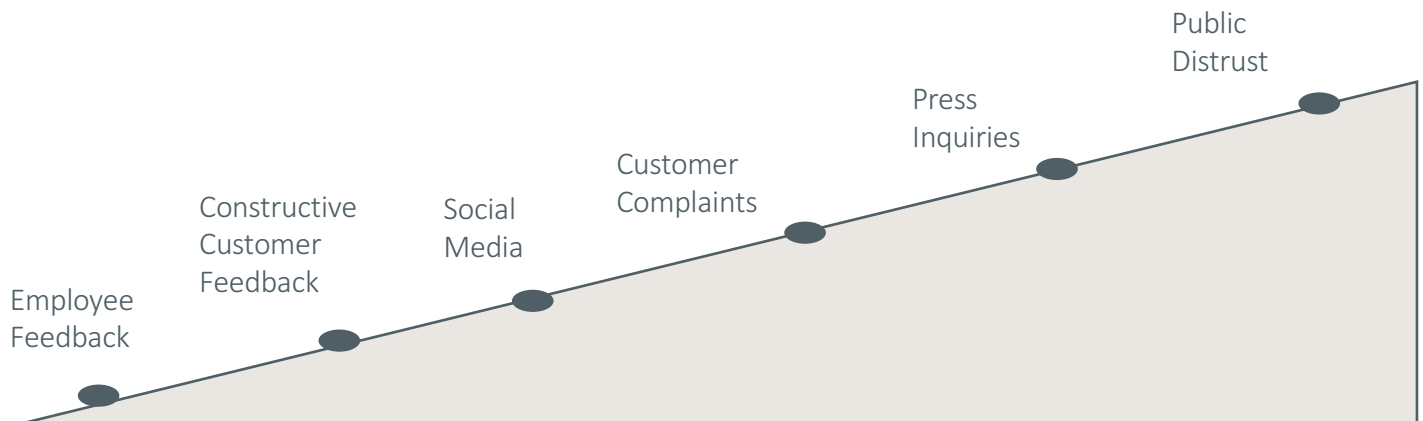 Employee
Feedback
Constructive
Customer
Feedback
Social
Media
Customer
Complaints
Press
Inquiries
Public
Distrust